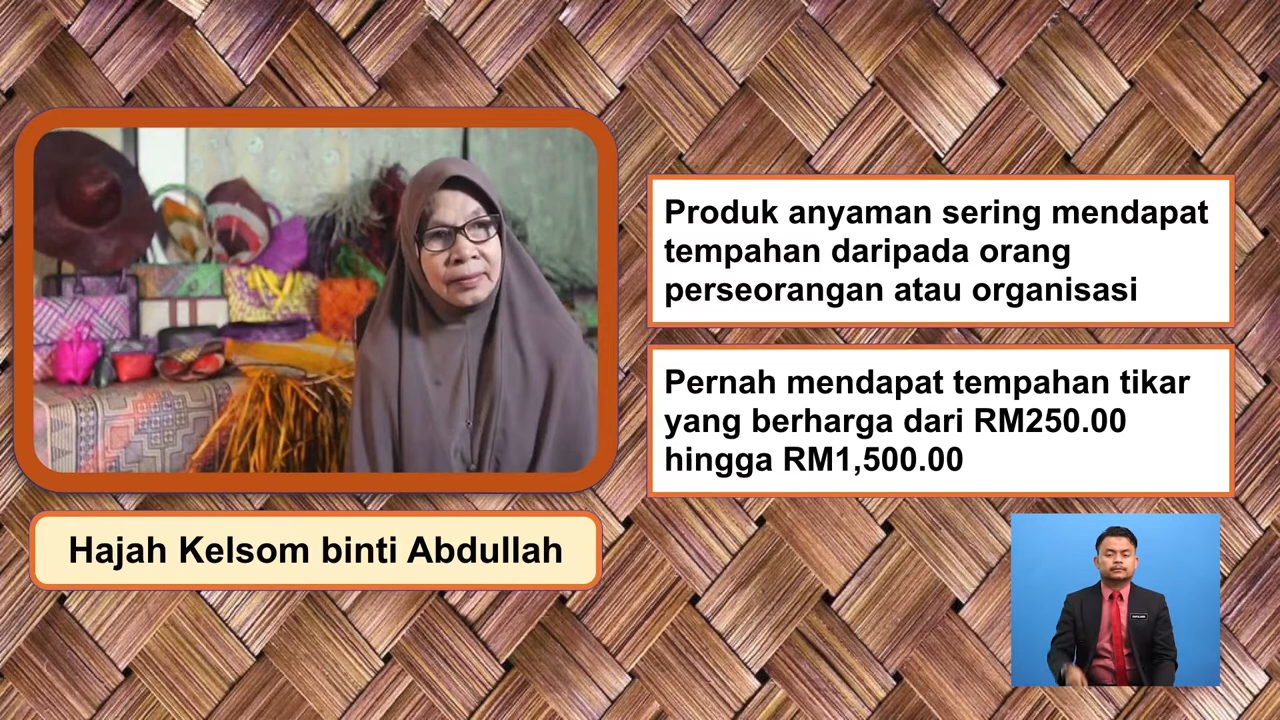 Produk anyaman sering mendapat
tempahan daripada orang
perseorangan atau organisasi
Pernah mendapat tempahan tikar
yang berharga dari RM250.00
hingga RM1,500.00
Hajah Kelsom binti Abdullah